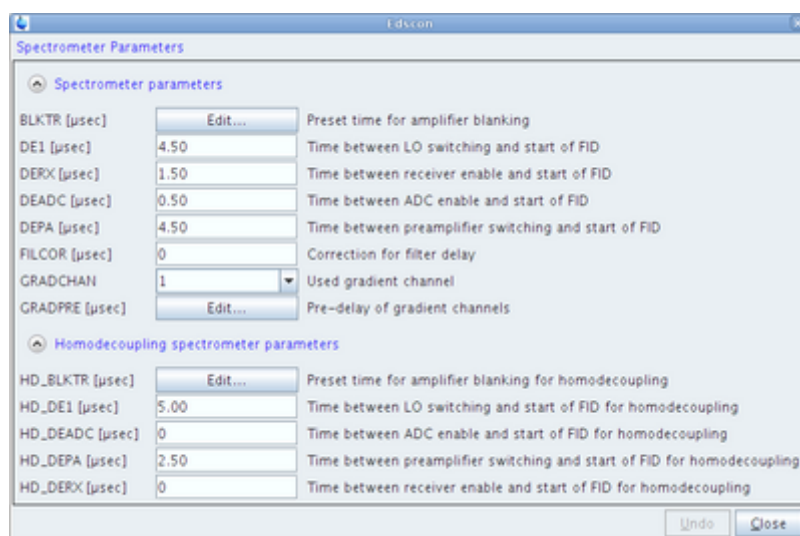 Edscon
Spectrometer Parameters
Spectrometer parameters
BLKTR [µsec] Edit... Preset time for amplifier blanking
DE1 [µsec] 4.50 Time between LO switching and start of FID
DERX [µsec] 1.50 Time between receiver enable and start of FID
DEADC [µsec] 0.50 Time between ADC enable and start of FID
DEPA [µsec] 4.50 Time between preamplifier switching and start of FID
FILCOR [µsec] 0 Correction for filter delay
GRADCHAN 1 Used gradient channel
GRADPRE [µsec] Edit... Pre-delay of gradient channels
Homodecoupling spectrometer parameters
HD_BLKTR [µsec] Edit... Preset time for amplifier blanking for homodecoupling
HD_DE1 [µsec] 5.00 Time between LO switching and start of FID for homodecoupling
HD_DEADC [µsec] 0 Time between ADC enable and start of FID for homodecoupling
HD_DEPA [µsec] 2.50 Time between preamplifier switching and start of FID for homodecoupling
HD_DERX [µsec] 0 Time between receiver enable and start of FID for homodecoupling
Undo Close